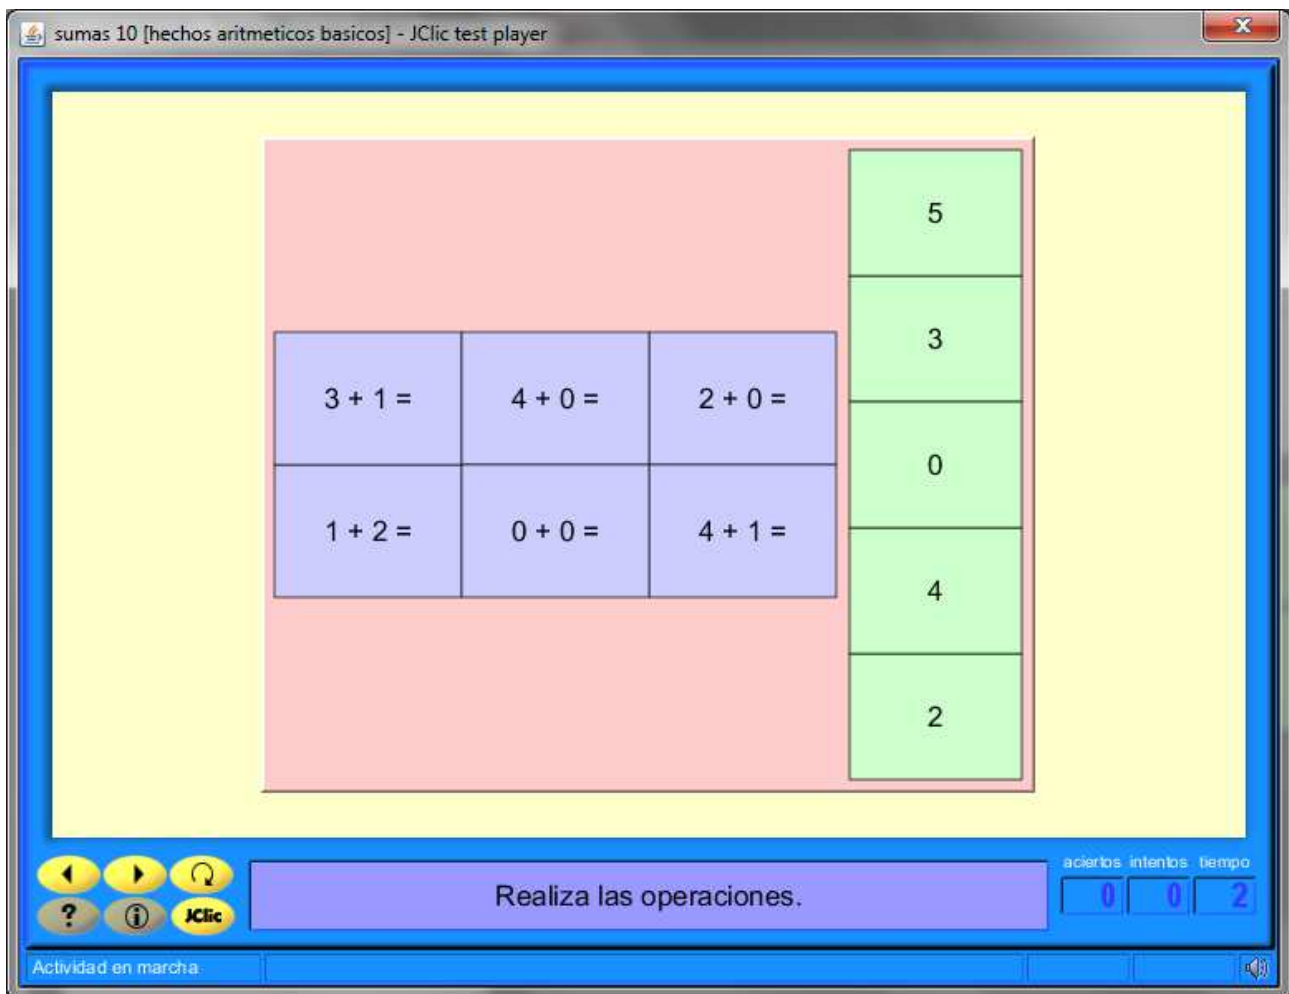 sumas 10 [hechos aritmeticos basicos] - JClic test player
5
3
3 + 1 = 4 + 0 = 2 + 0 =
0
1 + 2 = 0 + 0 = 4 + 1 =
4
2
aciertos intentos tiempo
Realiza las operaciones.
0 0 2
? i JClic
Actividad en marcha